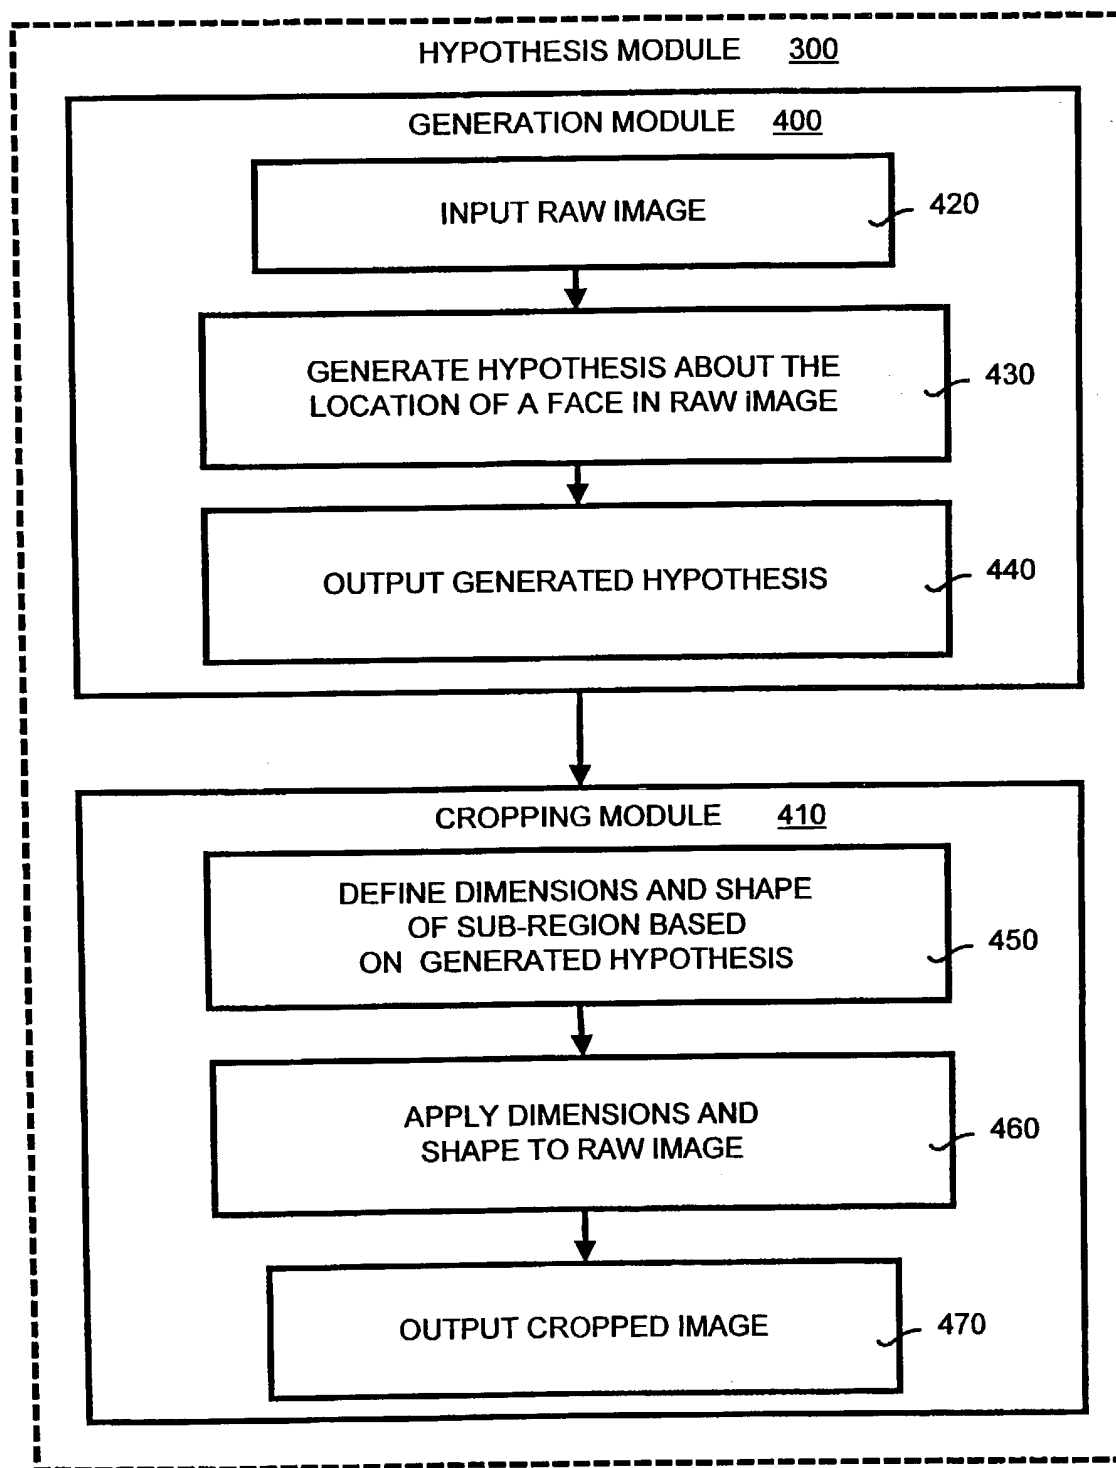 HYPOTHESIS MODULE 300
GENERATION MODULE 400
INPUT RAW IMAGE
420
GENERATE HYPOTHESIS ABOUT THE
LOCATION OF A FACE IN RAW IMAGE
430
OUTPUT GENERATED HYPOTHESIS
440
CROPPING MODULE 410
DEFINE DIMENSIONS AND SHAPE
OF SUB-REGION BASED
ON GENERATED HYPOTHESIS
450
APPLY DIMENSIONS AND
SHAPE TO RAW IMAGE
460
OUTPUT CROPPED IMAGE
470